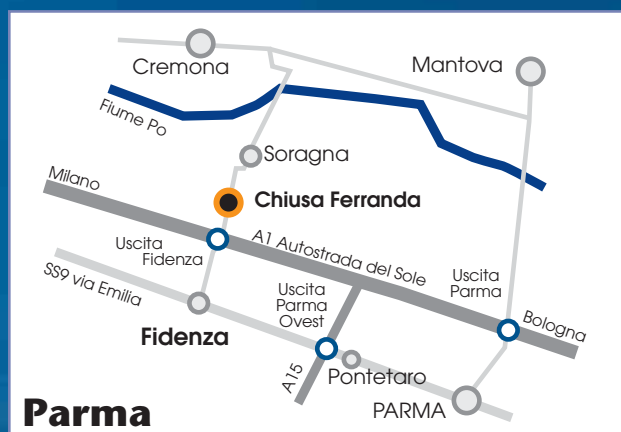 Cremona
Mantova
Fiume Po
Soragna
Milano
Chiusa Ferranda
Uscita
Fidenza
A1 Autostrada del Sole
SS9 via Emilia
Uscita
Parma
Ovest
Uscita
Parma
Bologna
Fidenza
A15
Pontetaro
PARMA
Parma